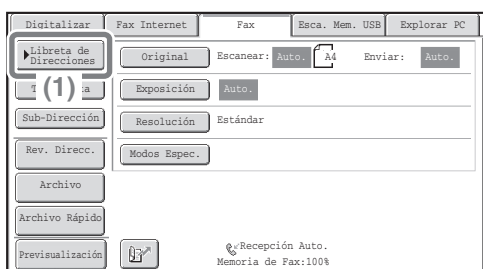 Digitalizar Fax Internet Fax Esca. Mem. USB Explorar PC
Libreta de
Direcciones
Original Escanear: Auto. A4 Enviar: Auto.
(1)
Exposición Auto.
Sub-Dirección Resolución Estándar
Rev. Direcc. Modos Espec.
Archivo
Archivo Rápido
Previsualización
Recepción Auto.
Memoria de Fax:100%